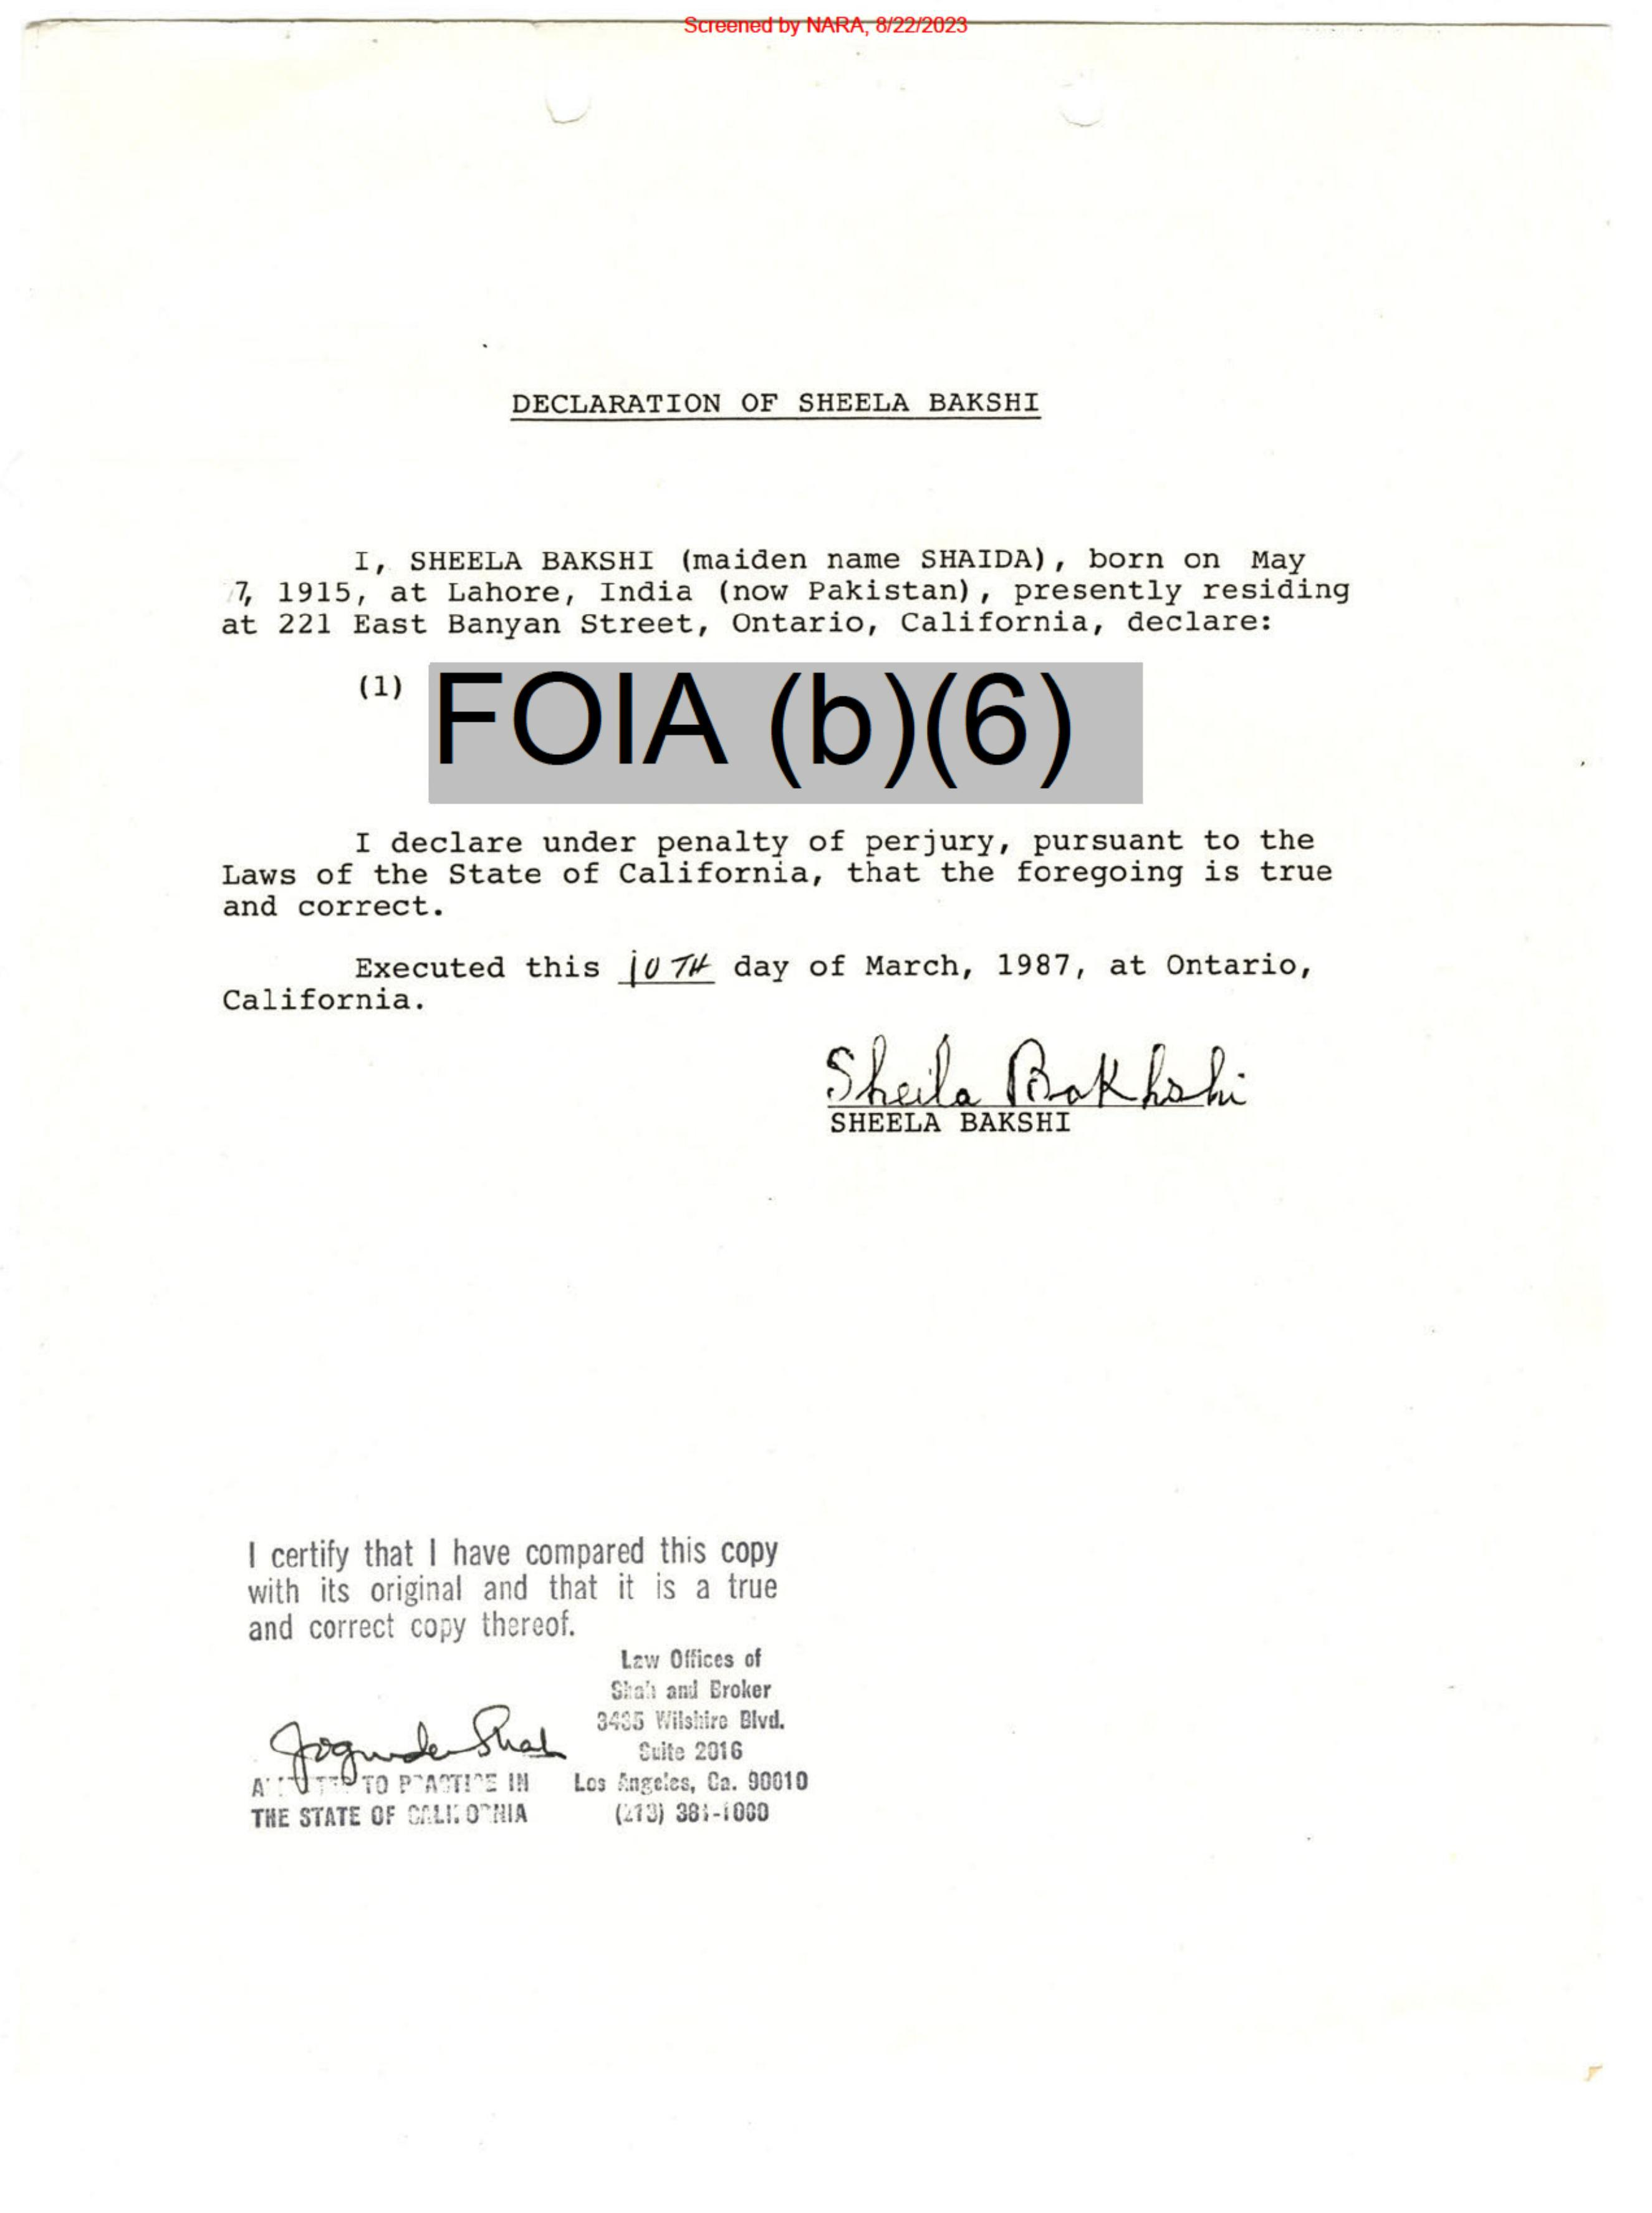 Screened by NARA, 8/22/2023
DECLARATION OF SHEELA BAKSHI
I, SHEELA BAKSHI (maiden name SHAIDA), born on May
7, 1915, at Lahore, India (now Pakistan), presently residing
at 221 East Banyan Street, Ontario, California, declare:
(1) FOIA (b)(6)
I declare under penalty of perjury, pursuant to the
Laws of the State of California, that the foregoing is true
and correct.
Executed this 10TH day of March, 1987, at Ontario,
California.
Sheila Bakhshi
SHEELA BAKSHI
I certify that I have compared this copy
with its original and that it is a true
and correct copy thereof.
Law Offices of
Shah and Broker
3435 Wilshire Blvd.
Suite 2016
Joginder Shah
TO PRACTICE IN
Los Angeles, Ca. 90010
THE STATE OF CALIFORNIA
(213) 381-1000